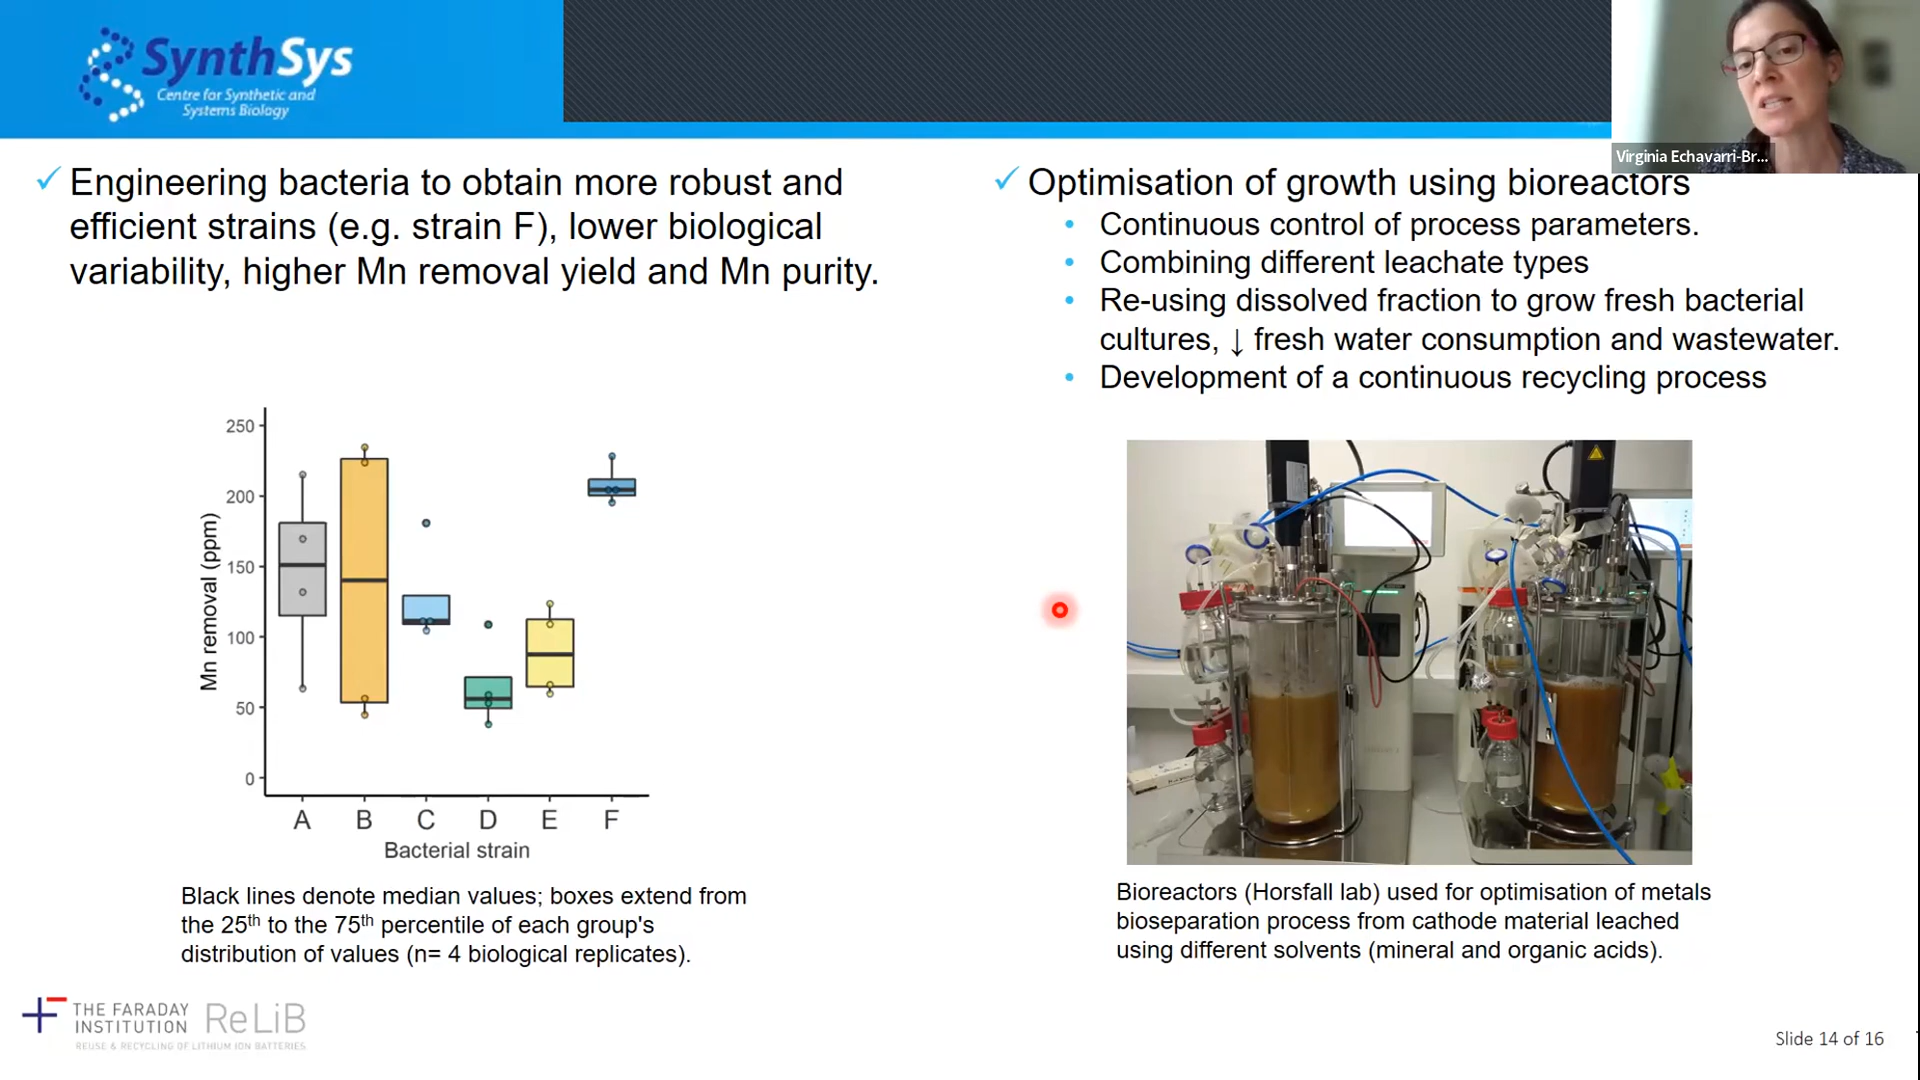 SynthSys
Centre for Synthetic and
Systems Biology
Virginia Echavarri-Br...
✓ Engineering bacteria to obtain more robust and
efficient strains (e.g. strain F), lower biological
variability, higher Mn removal yield and Mn purity.
250
200
150
100
50
0
Mn removal (ppm)
A B C D E F
Bacterial strain
Black lines denote median values; boxes extend from
the 25th to the 75th percentile of each group's
distribution of values (n= 4 biological replicates).
✓ Optimisation of growth using bioreactors
• Continuous control of process parameters.
• Combining different leachate types
• Re-using dissolved fraction to grow fresh bacterial
cultures, ↓ fresh water consumption and wastewater.
• Development of a continuous recycling process
Bioreactors (Horsfall lab) used for optimisation of metals
bioseparation process from cathode material leached
using different solvents (mineral and organic acids).
THE FARADAY
INSTITUTION
ReLiB
REUSE & RECYCLING OF LITHIUM ION BATTERIES
Slide 14 of 16